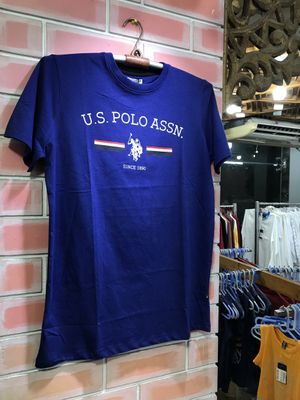 U.S. POLO ASSN.
SINCE 1890